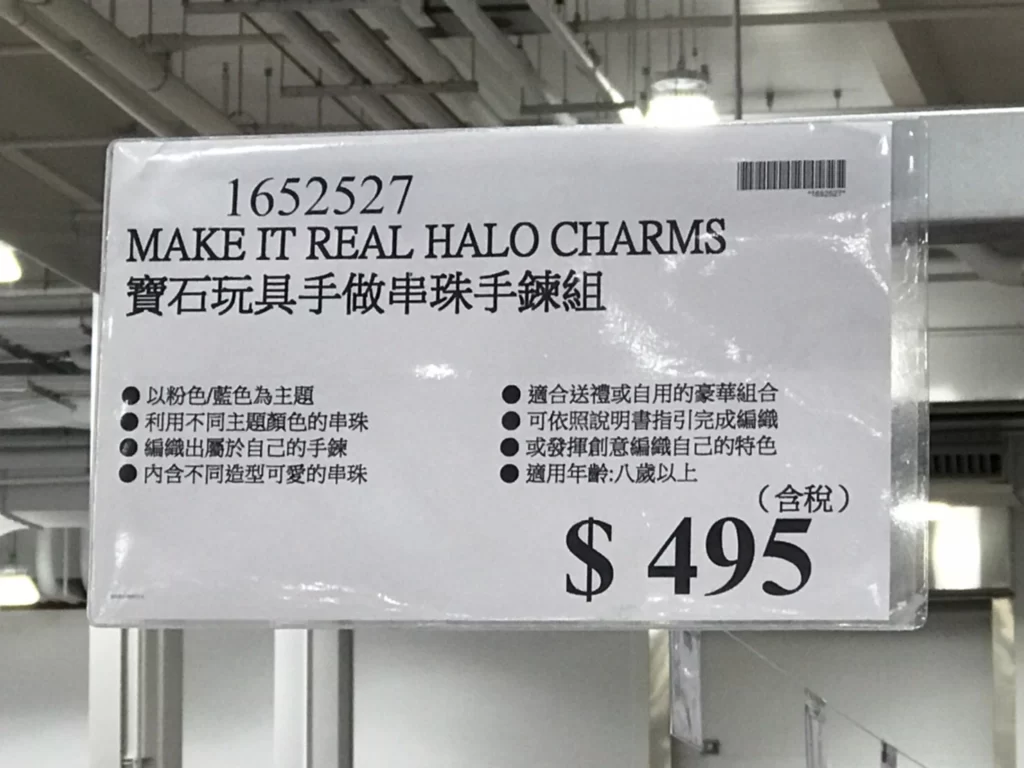 1652527
MAKE IT REAL HALO CHARMS
寶石玩具手做串珠手鍊組
●以粉色/藍色為主題
●利用不同主題顏色的串珠
●編織出屬於自己的手鍊
●內含不同造型可愛的串珠
●適合送禮或自用的豪華組合
●可依照說明書指引完成編織
●或發揮創意編織自己的特色
●適用年齡:八歲以上
（含稅）
$ 495